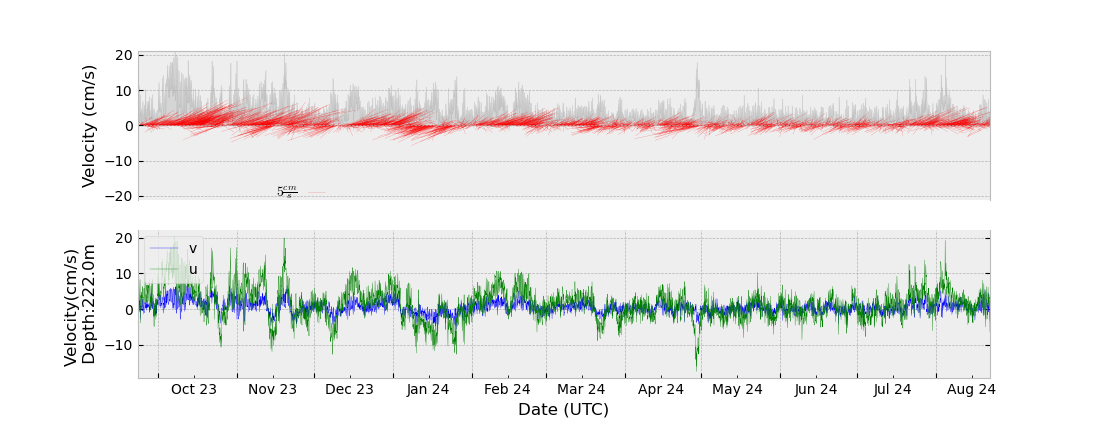 20
10
0
−10
−20
Velocity (cm/s)
5 cm/s
20
10
0
−10
Velocity(cm/s)
Depth:222.0m
v
u
Oct 23 Nov 23 Dec 23 Jan 24 Feb 24 Mar 24 Apr 24 May 24 Jun 24 Jul 24 Aug 24
Date (UTC)